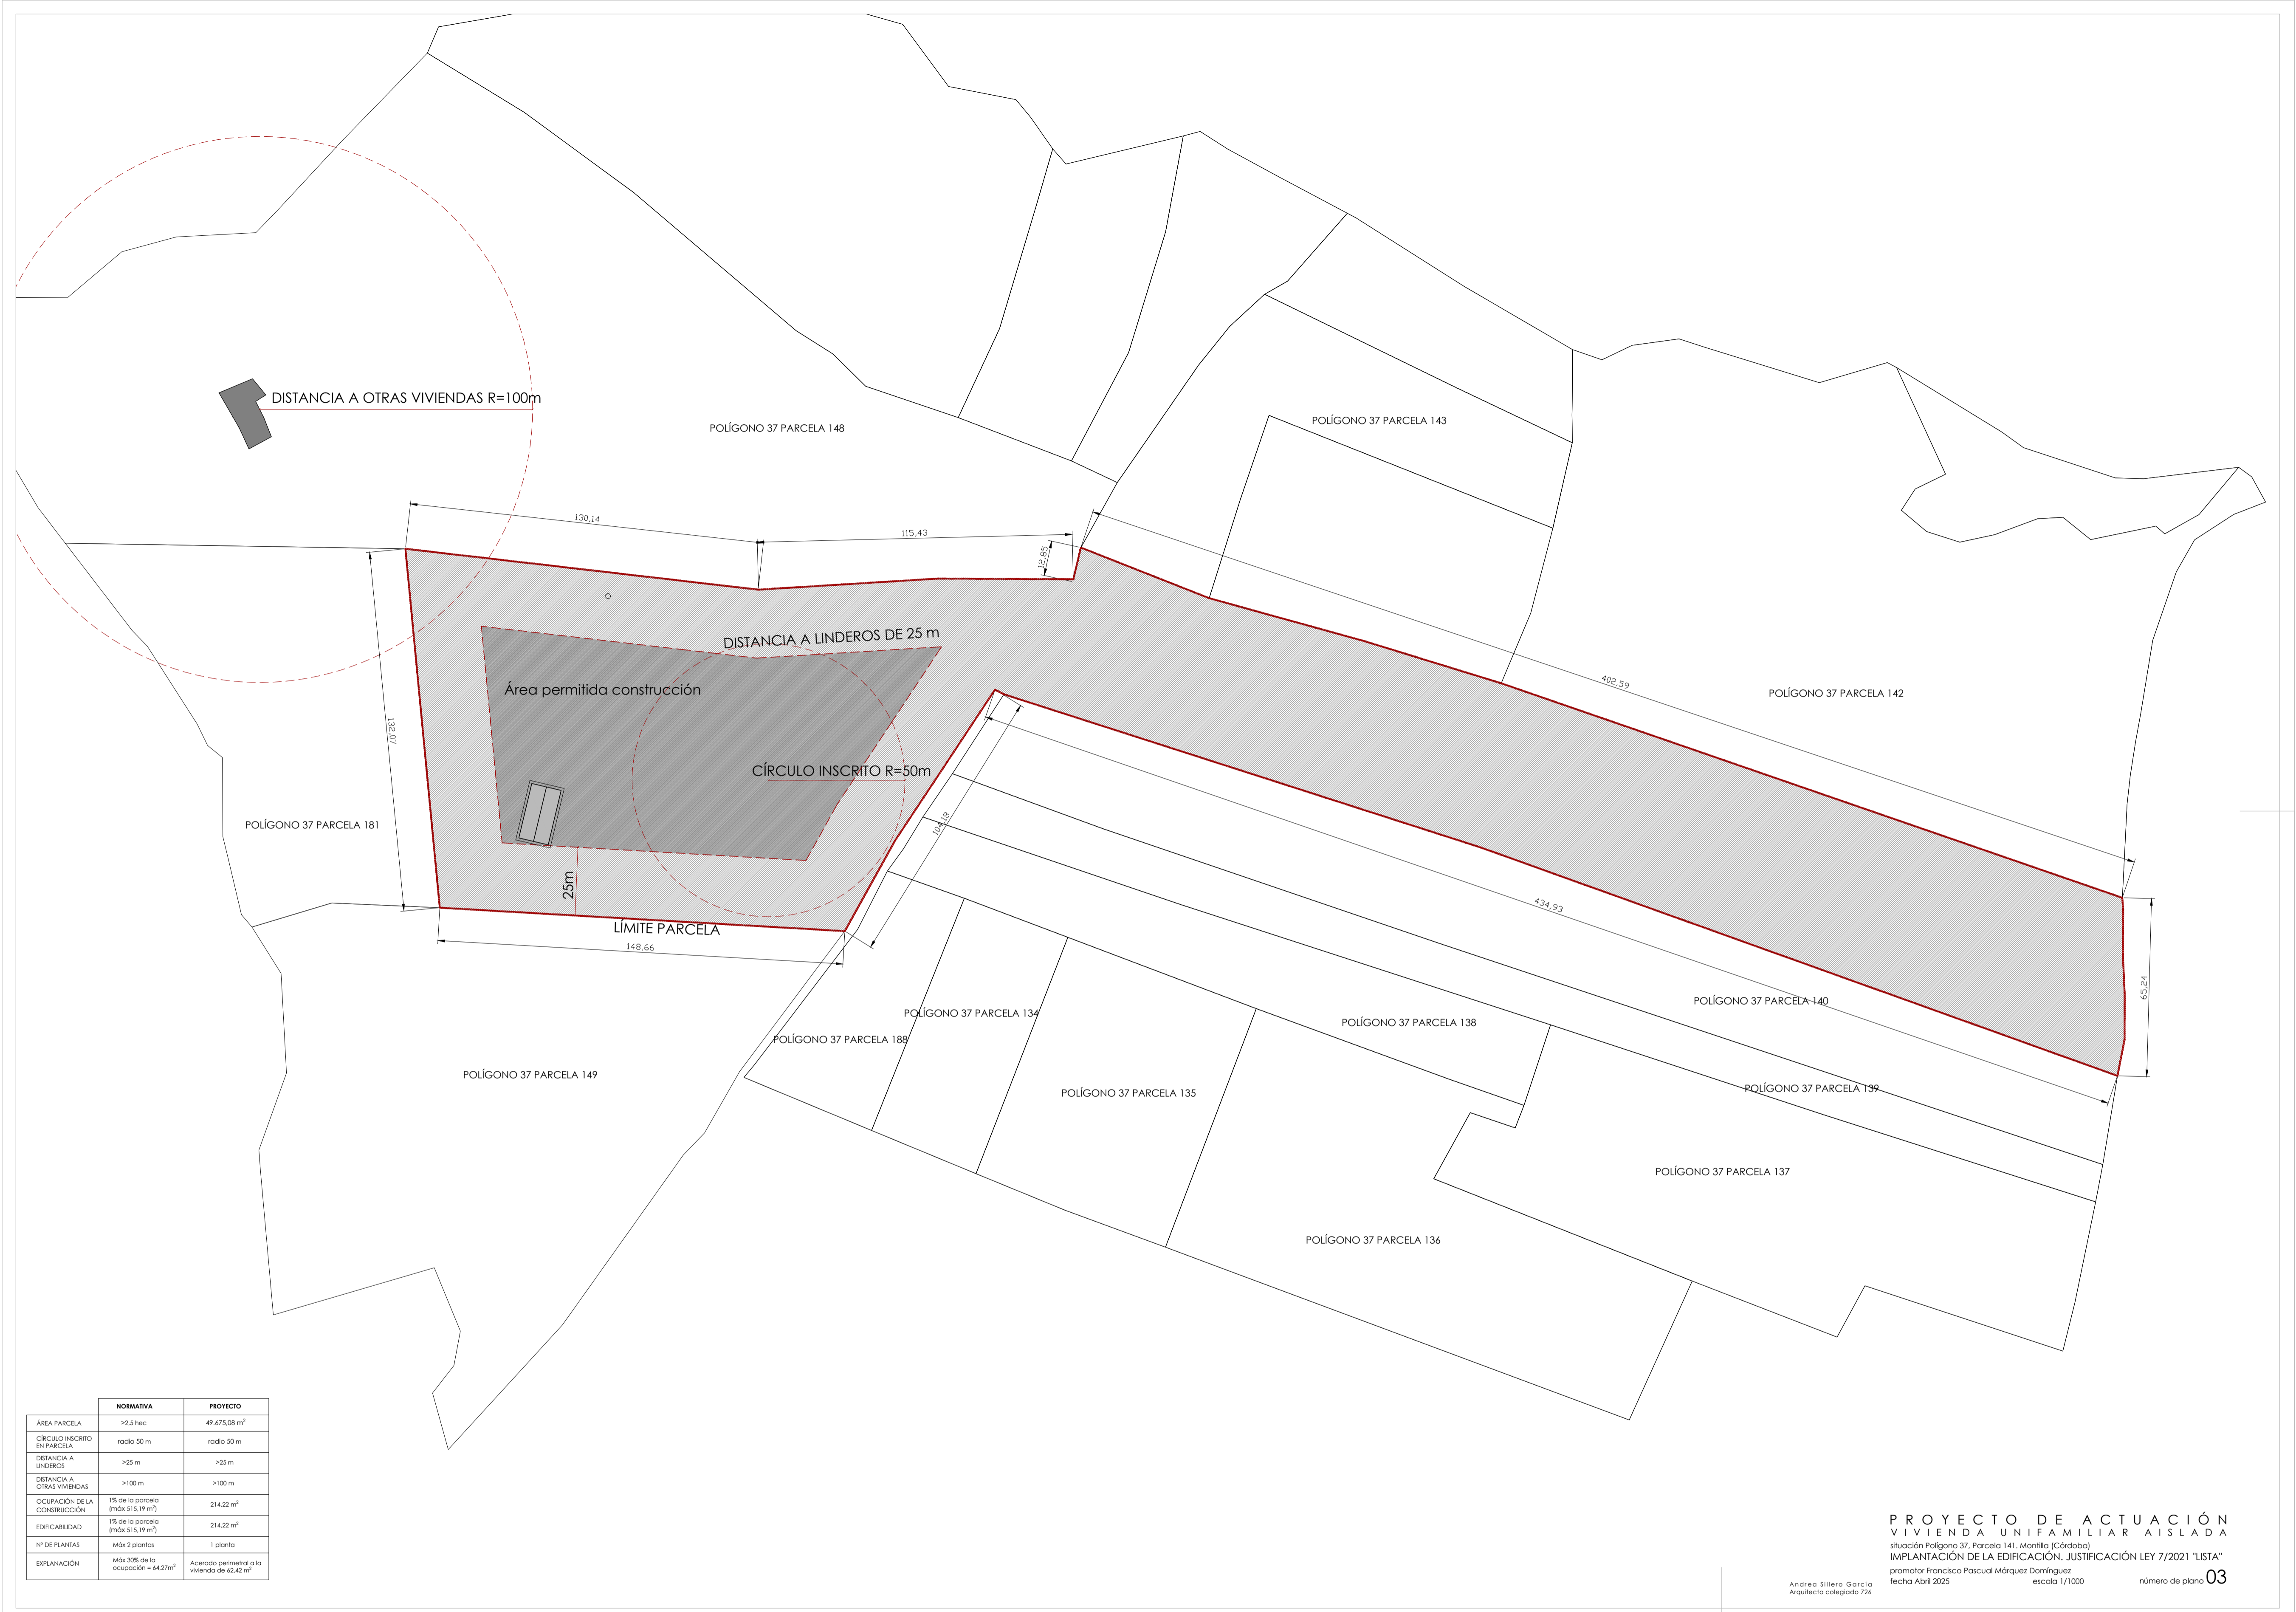 DISTANCIA A OTRAS VIVIENDAS R=100m
POLÍGONO 37 PARCELA 148
POLÍGONO 37 PARCELA 143
130,14
115,43
12,85
DISTANCIA A LINDEROS DE 25 m
Área permitida construcción
402,59
POLÍGONO 37 PARCELA 142
132,07
CÍRCULO INSCRITO R=50m
104,18
POLÍGONO 37 PARCELA 181
25m
LÍMITE PARCELA
148,66
434,93
65,24
POLÍGONO 37 PARCELA 140
POLÍGONO 37 PARCELA 134
POLÍGONO 37 PARCELA 138
POLÍGONO 37 PARCELA 188
POLÍGONO 37 PARCELA 149
POLÍGONO 37 PARCELA 135
POLÍGONO 37 PARCELA 139
POLÍGONO 37 PARCELA 137
POLÍGONO 37 PARCELA 136
NORMATIVA PROYECTO
ÁREA PARCELA >2,5 hec 49.675,08 m²
CÍRCULO INSCRITO
EN PARCELA radio 50 m radio 50 m
DISTANCIA A
LINDEROS >25 m >25 m
DISTANCIA A
OTRAS VIVIENDAS >100 m >100 m
OCUPACIÓN DE LA
CONSTRUCCIÓN 1% de la parcela
(máx 515,19 m²) 214,22 m²
EDIFICABILIDAD 1% de la parcela
(máx 515,19 m²) 214,22 m²
Nº DE PLANTAS Máx 2 plantas 1 planta
EXPLANACIÓN Máx 30% de la
ocupación = 64,27m² Acerado perimetral a la
vivienda de 62,42 m²
PROYECTO DE ACTUACIÓN
VIVIENDA UNIFAMILIAR AISLADA
situación Polígono 37, Parcela 141. Montilla (Córdoba)
IMPLANTACIÓN DE LA EDIFICACIÓN. JUSTIFICACIÓN LEY 7/2021 "LISTA"
promotor Francisco Pascual Márquez Domínguez
fecha Abril 2025 escala 1/1000 número de plano 03
Andrea Sillero García
Arquitecto colegiado 726